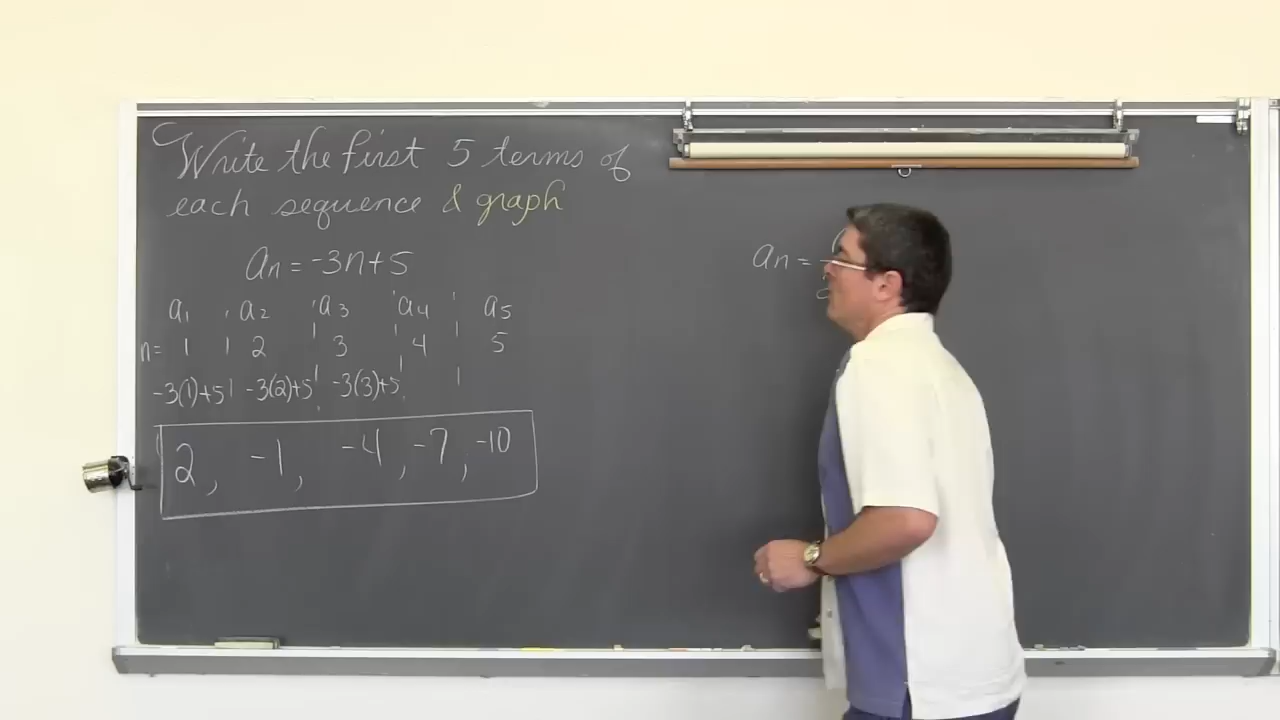 Write the first 5 terms of
each sequence & graph
an = -3n+5
a1 a2 a3 a4 a5
n= 1 2 3 4 5
-3(1)+5 -3(2)+5 -3(3)+5
2, -1, -4, -7, -10
an =